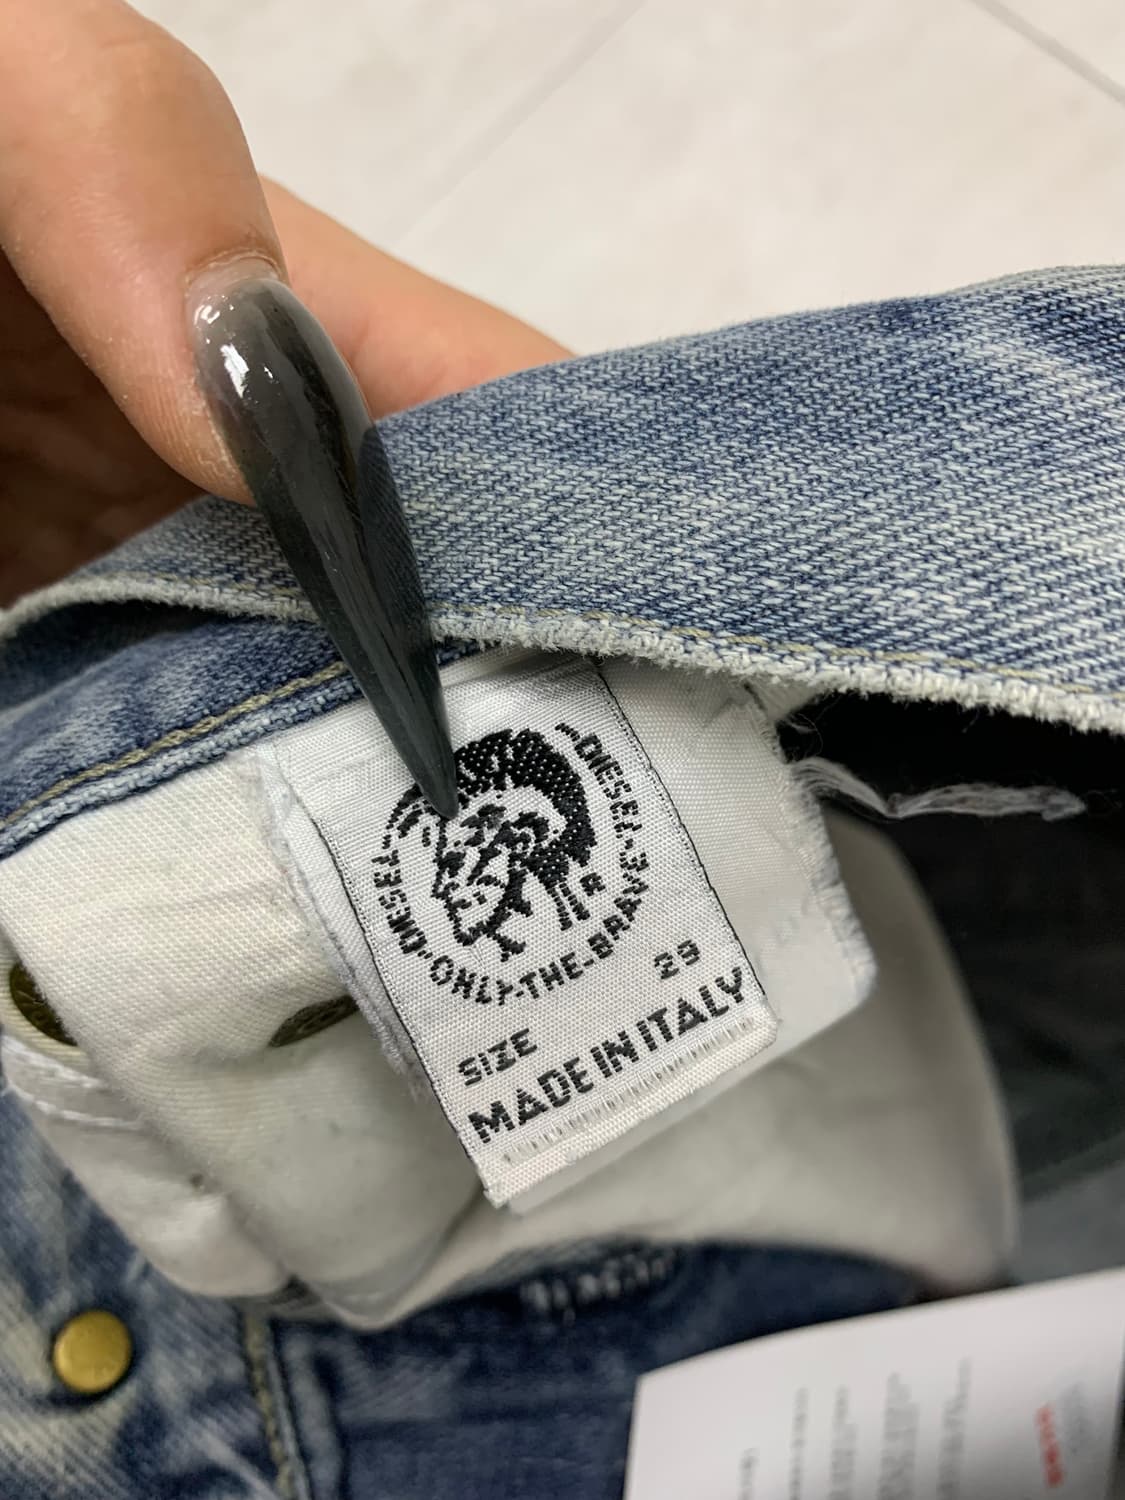 "DIESEL"·ONLY·THE·BRAVE·"DIESEL"
R
SIZE 29
MADE IN ITALY